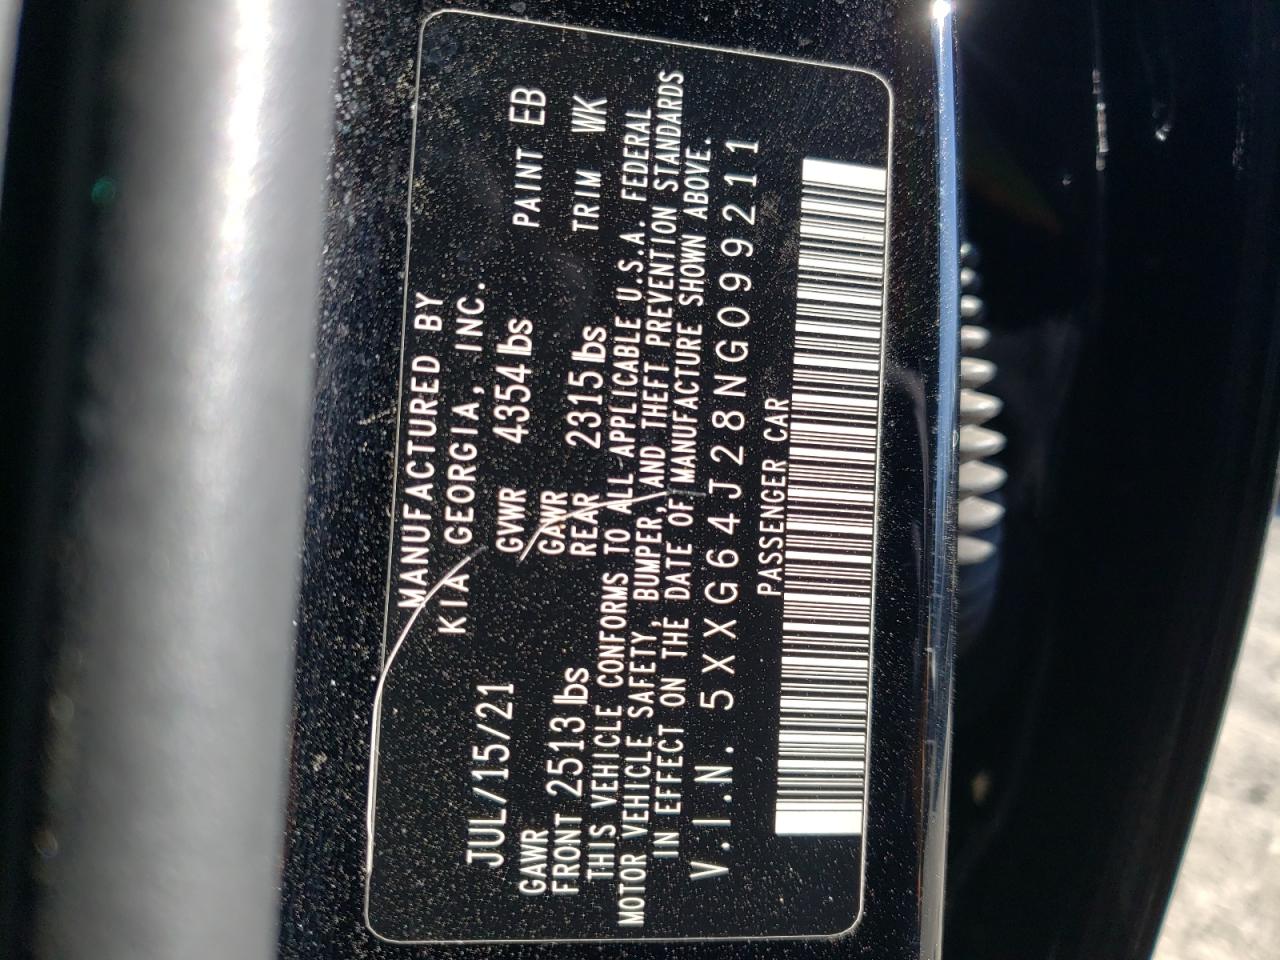 MANUFACTURED BY
KIA GEORGIA, INC.
JUL/15/21 GVWR 4354 lbs PAINT EB
GAWR FRONT 2513 lbs GAWR REAR 2315 lbs TRIM WK
THIS VEHICLE CONFORMS TO ALL APPLICABLE U.S.A. FEDERAL
MOTOR VEHICLE SAFETY, BUMPER, AND THEFT PREVENTION STANDARDS
IN EFFECT ON THE DATE OF MANUFACTURE SHOWN ABOVE.
V.I.N. 5XXG64J28NG099211
PASSENGER CAR